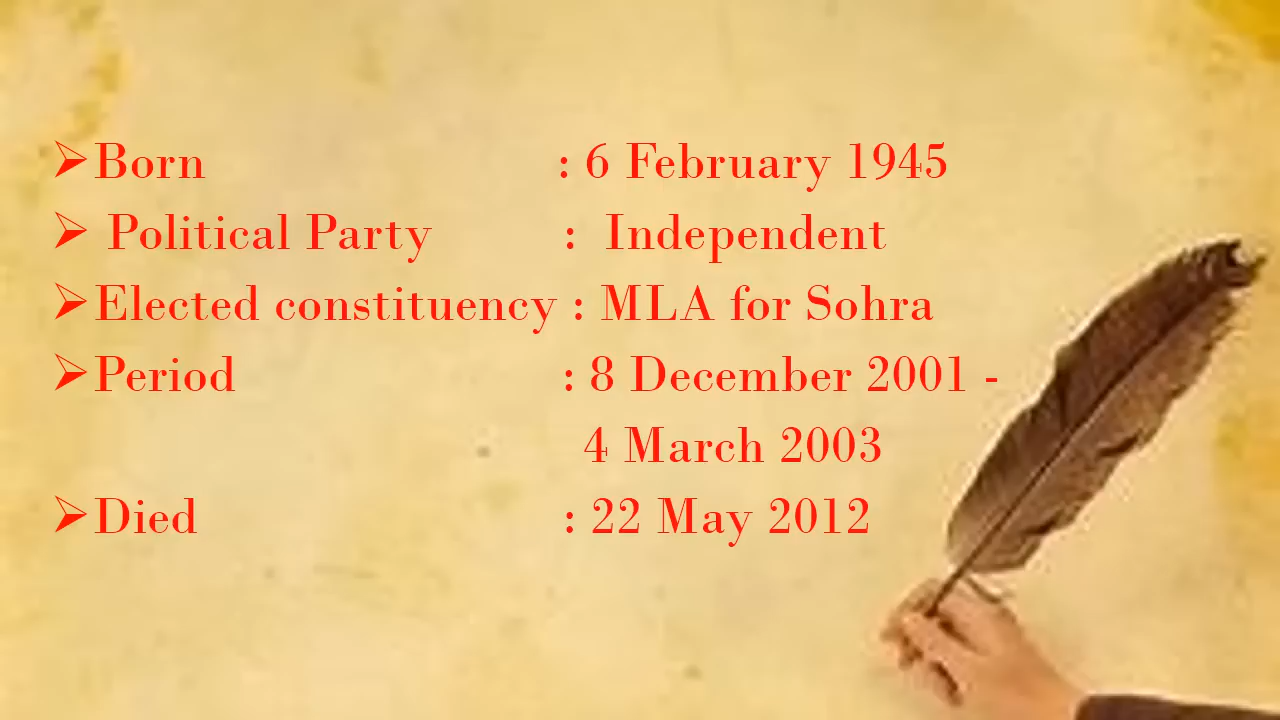 ➢Born : 6 February 1945
➢ Political Party : Independent
➢Elected constituency : MLA for Sohra
➢Period : 8 December 2001 -
4 March 2003
➢Died : 22 May 2012